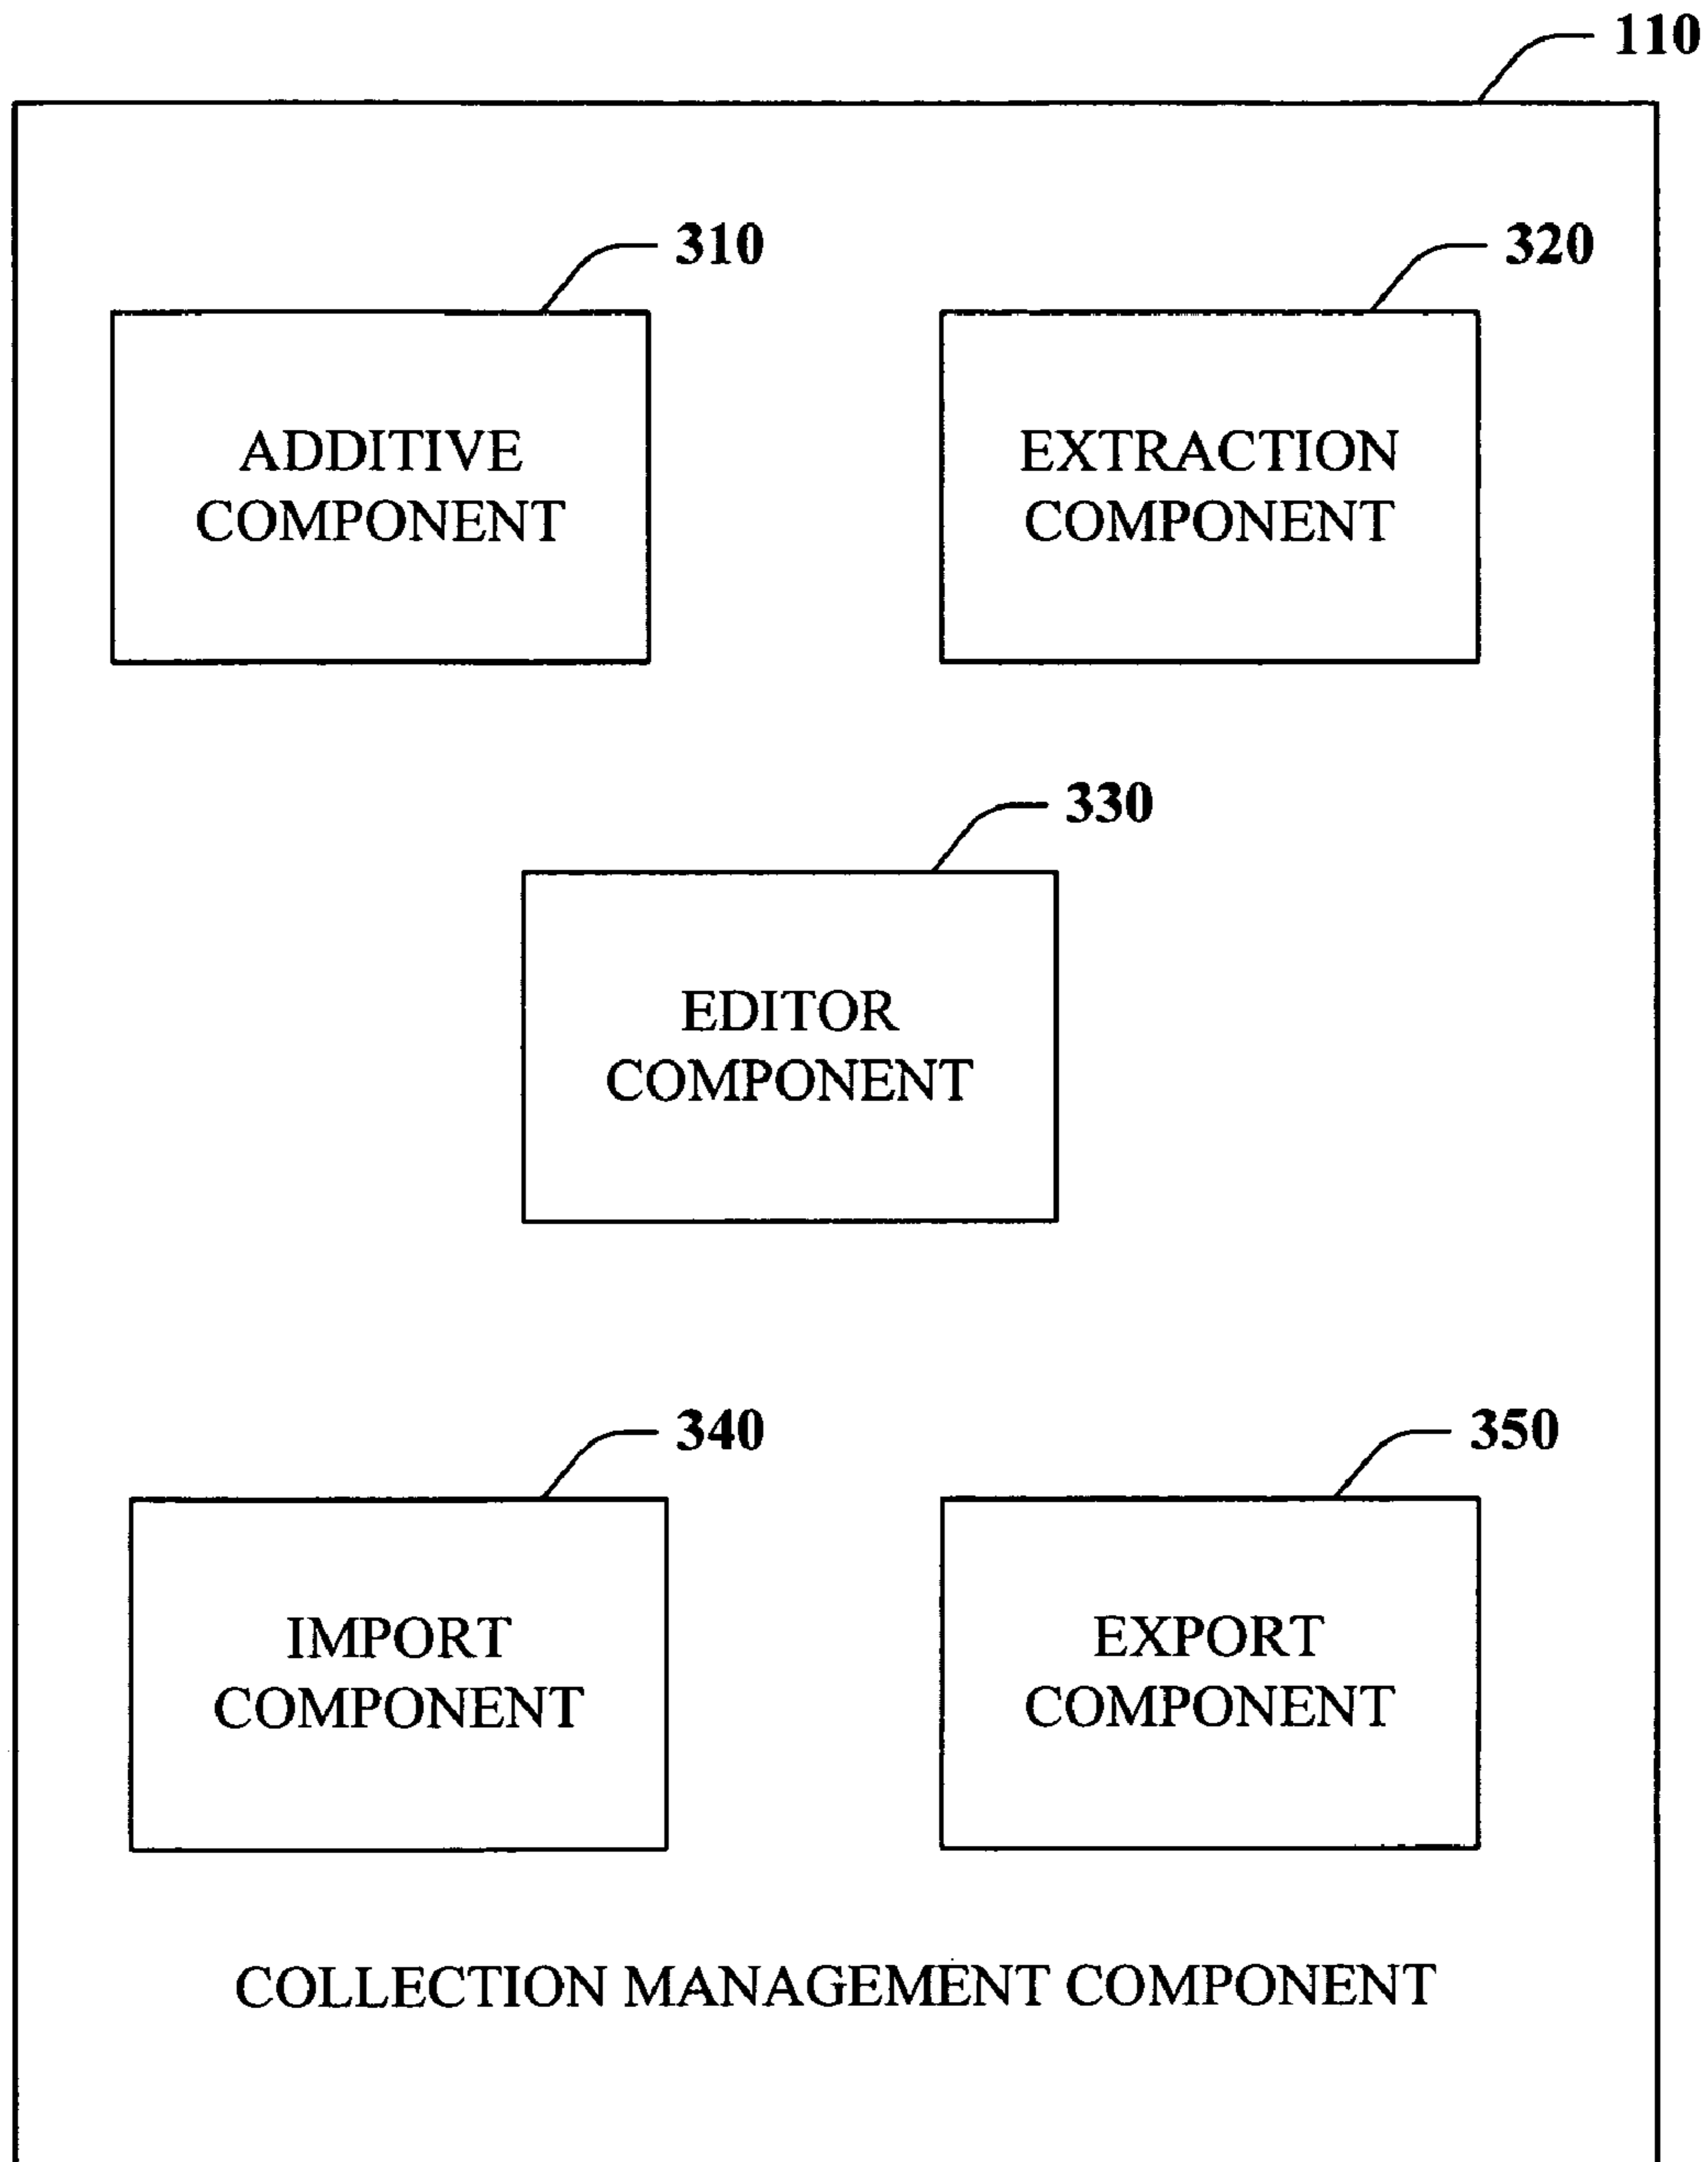 110
310
320
ADDITIVE
COMPONENT
EXTRACTION
COMPONENT
330
EDITOR
COMPONENT
340
350
IMPORT
COMPONENT
EXPORT
COMPONENT
COLLECTION MANAGEMENT COMPONENT